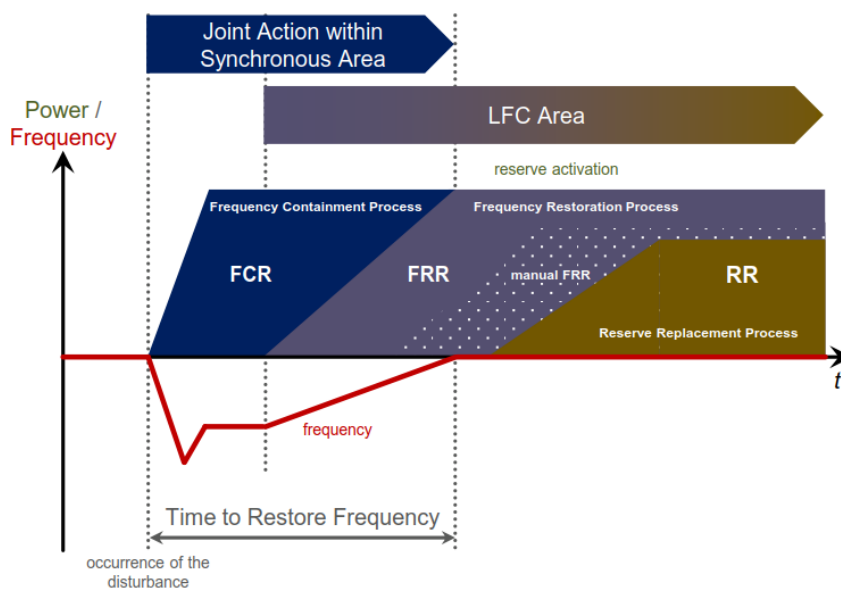 Joint Action within
Synchronous Area
Power /
Frequency
LFC Area
reserve activation
Frequency Containment Process
Frequency Restoration Process
FCR
FRR
manual FRR
RR
Reserve Replacement Process
t
frequency
Time to Restore Frequency
occurrence of the
disturbance